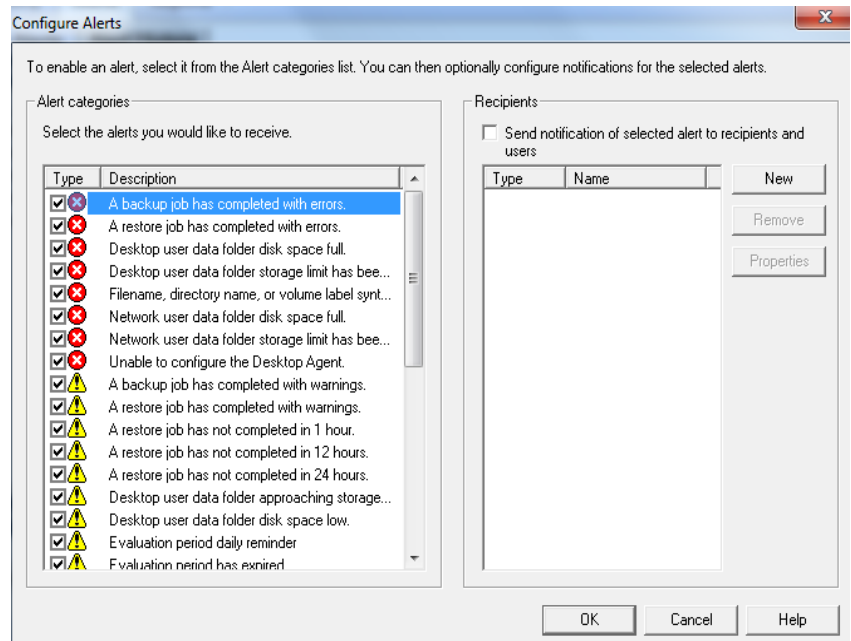 Configure Alerts
To enable an alert, select it from the Alert categories list. You can then optionally configure notifications for the selected alerts.
Alert categories
Select the alerts you would like to receive.
Type Description
A backup job has completed with errors.
A restore job has completed with errors.
Desktop user data folder disk space full.
Desktop user data folder storage limit has bee...
Filename, directory name, or volume label synt...
Network user data folder disk space full.
Network user data folder storage limit has bee...
Unable to configure the Desktop Agent.
A backup job has completed with warnings.
A restore job has completed with warnings.
A restore job has not completed in 1 hour.
A restore job has not completed in 12 hours.
A restore job has not completed in 24 hours.
Desktop user data folder approaching storage...
Desktop user data folder disk space low.
Evaluation period daily reminder
Evaluation period has expired
Recipients
Send notification of selected alert to recipients and
users
Type Name
New
Remove
Properties
OK Cancel Help